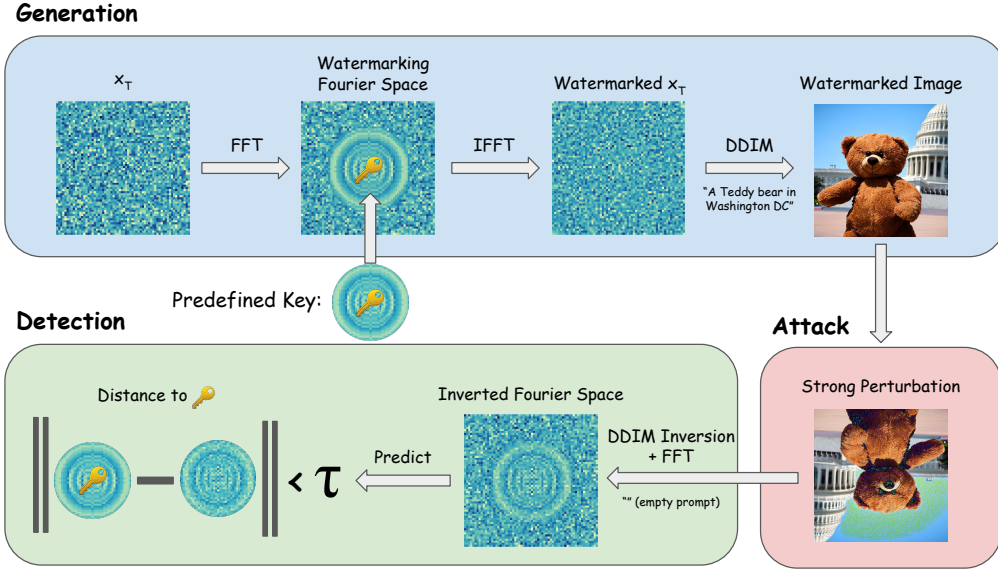 Generation
x_T
FFT
Watermarking
Fourier Space
IFFT
Watermarked x_T
DDIM
"A Teddy bear in
Washington DC"
Watermarked Image
Predefined Key:
Detection
Distance to
< τ
Predict
Inverted Fourier Space
DDIM Inversion
+ FFT
"" (empty prompt)
Attack
Strong Perturbation